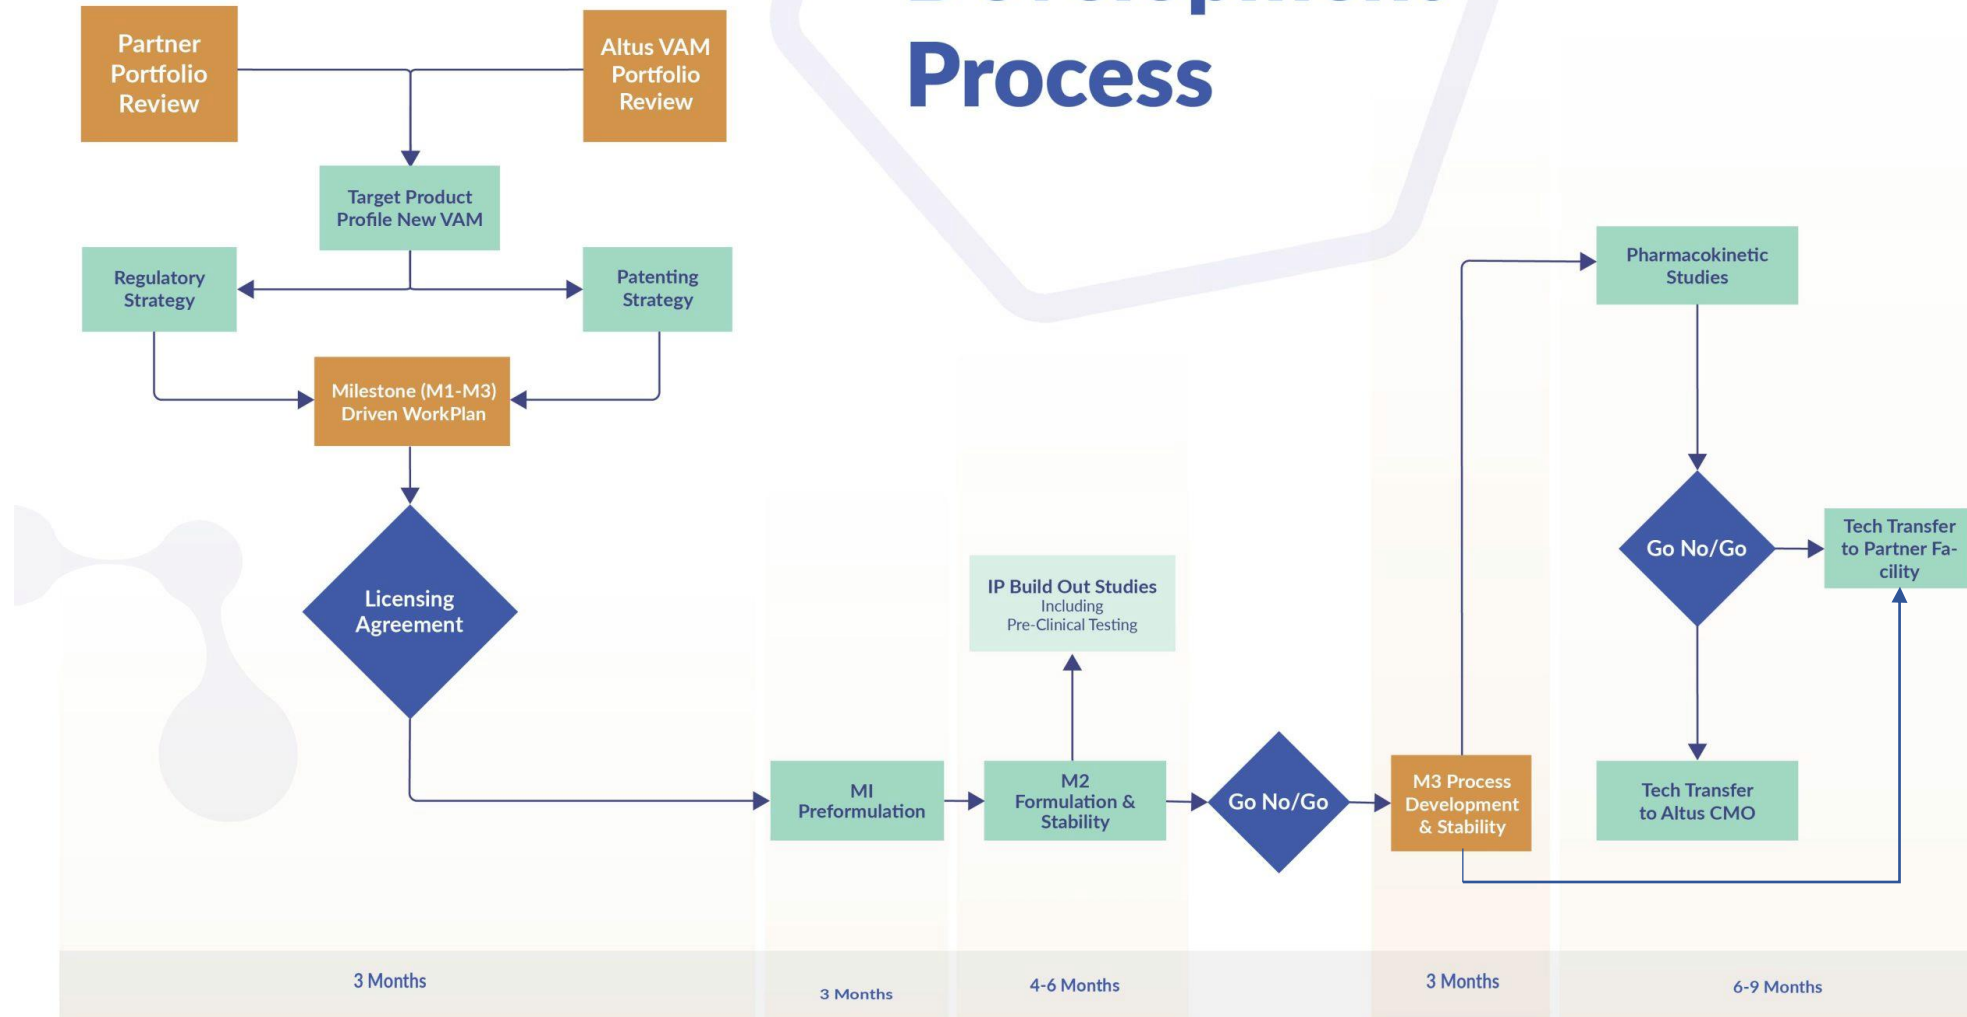 Development
Process
Partner
Portfolio
Review
Altus VAM
Portfolio
Review
Target Product
Profile New VAM
Regulatory
Strategy
Patenting
Strategy
Milestone (M1-M3)
Driven WorkPlan
Licensing
Agreement
MI
Preformulation
IP Build Out Studies
Including
Pre-Clinical Testing
M2
Formulation &
Stability
Go No/Go
M3 Process
Development
& Stability
Pharmacokinetic
Studies
Go No/Go
Tech Transfer
to Partner Fa-
cility
Tech Transfer
to Altus CMO
3 Months
3 Months
4-6 Months
3 Months
6-9 Months